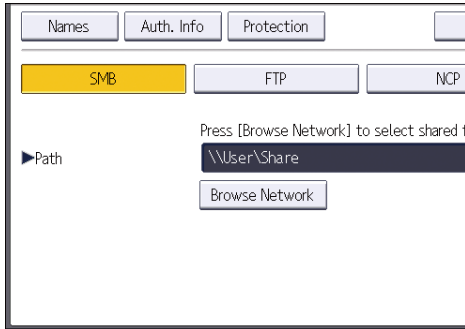 Names Auth. Info Protection
SMB FTP NCP
Press [Browse Network] to select shared
▶Path \\User\Share
Browse Network